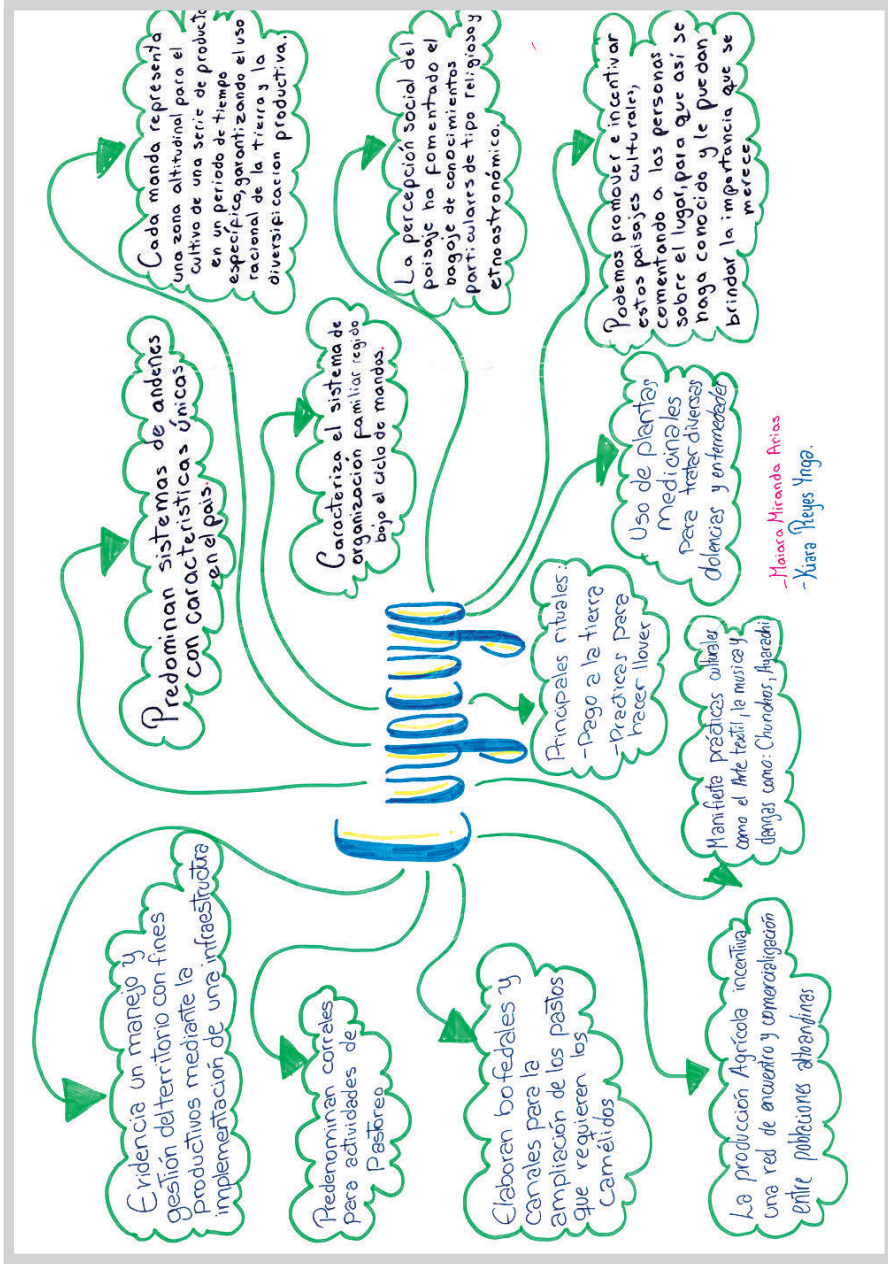 Evidencia un manejo y
gestión del territorio con fines
productivos mediante la
implementación de una infraestructura
Predominan sistemas de andenes
con características únicas
en el país.
Cada manda representa
una zona altitudinal para el
cultivo de una serie de producto
en un periodo de tiempo
específico, garantizando el uso
racional de la tierra y la
diversificación productiva.
Predenominan corrales
para actividades de
Pastoreo
Caracteriza el sistema de
organización familiar regido
bajo el ciclo de mandas.
La percepción social del
paisaje ha fomentado el
bagaje de conocimientos
particulares de tipo religioso y
etnoastronómico.
Cuyocuyo
Elaboran bofedales y
canales para la
ampliación de los pastos
que requieren los
Camélidos
Principales rituales:
-Pago a la tierra
-Practicas para
hacer llover
Uso de plantas
medicinales
para tratar diversas
dolencias y enfermedades
Podemos promover e incentivar
estos paisajes culturales,
comentando a las personas
sobre el lugar, para que así se
haga conocido y le puedan
brindar la importancia que se
merece.
La producción Agrícola incentiva
una red de encuentro y comercialización
entre poblaciones altoandinas
Manifiesta prácticas culturales
como el Arte textil, la musica y
danzas como: Chunchos, Ayarachi
-Maiara Miranda Arias
-Kiara Reyes Ynga.